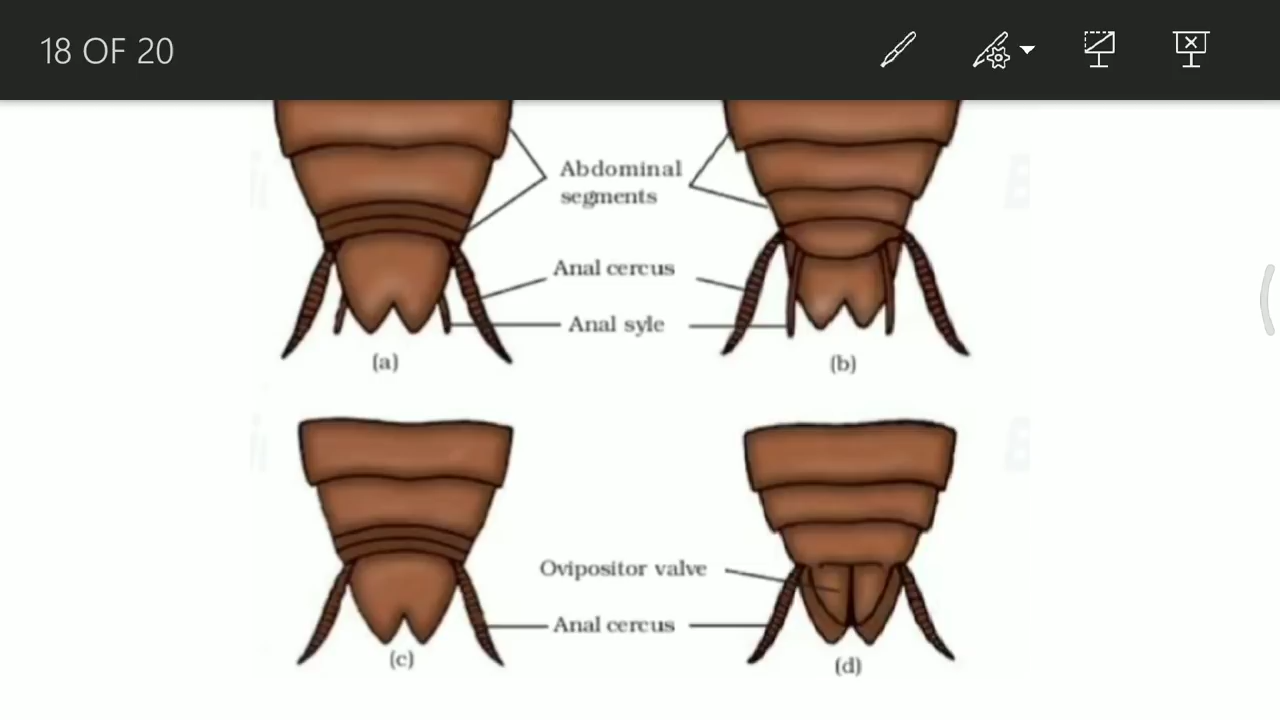 18 OF 20
Abdominal
segments
Anal cercus
Anal syle
(a)
(b)
Ovipositor valve
Anal cercus
(c)
(d)